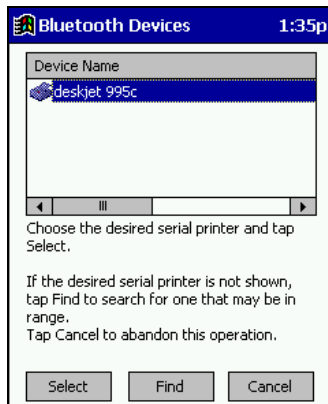 Bluetooth Devices 1:35p
Device Name
deskjet 995c
Choose the desired serial printer and tap
Select.
If the desired serial printer is not shown,
tap Find to search for one that may be in
range.
Tap Cancel to abandon this operation.
Select Find Cancel